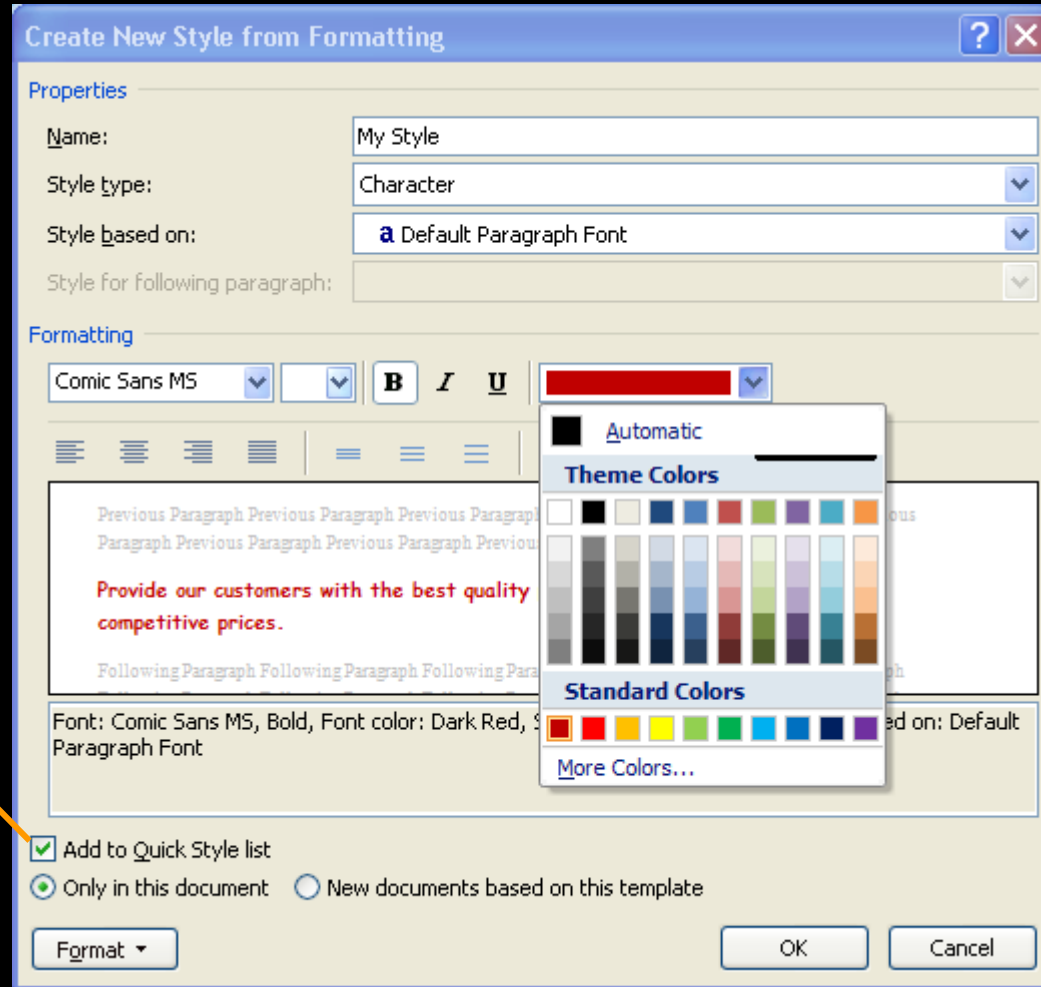 Create New Style from Formatting
Properties
Name: My Style
Style type: Character
Style based on: a Default Paragraph Font
Style for following paragraph:
Formatting
Comic Sans MS B I U
Automatic
Theme Colors
Previous Paragraph Previous Paragraph Previous Paragraph ous
Paragraph Previous Paragraph Previous Paragraph Previous
Provide our customers with the best quality
competitive prices.
Following Paragraph Following Paragraph Following Para ph
Standard Colors
Font: Comic Sans MS, Bold, Font color: Dark Red, S ed on: Default
Paragraph Font
More Colors...
Add to Quick Style list
Only in this document New documents based on this template
Format OK Cancel